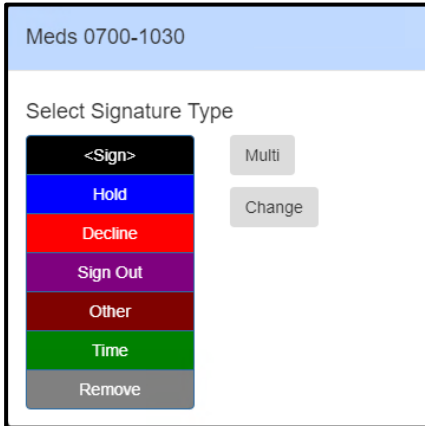 Meds 0700-1030
Select Signature Type
<Sign>
Multi
Hold
Change
Decline
Sign Out
Other
Time
Remove